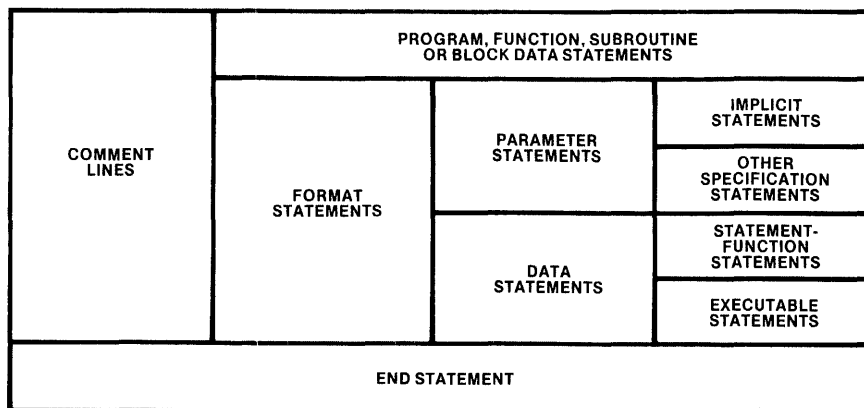 PROGRAM, FUNCTION, SUBROUTINE
OR BLOCK DATA STATEMENTS
COMMENT
LINES
FORMAT
STATEMENTS
PARAMETER
STATEMENTS
IMPLICIT
STATEMENTS
OTHER
SPECIFICATION
STATEMENTS
DATA
STATEMENTS
STATEMENT-
FUNCTION
STATEMENTS
EXECUTABLE
STATEMENTS
END STATEMENT